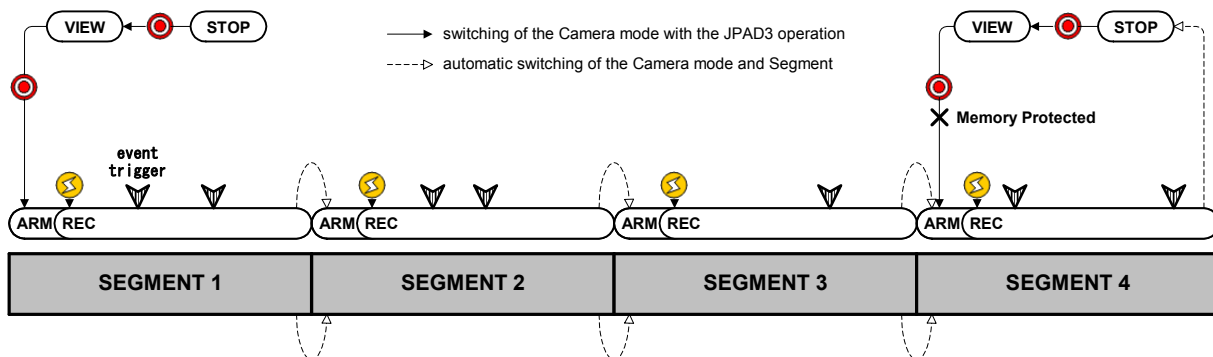 VIEW
STOP
switching of the Camera mode with the JPAD3 operation
automatic switching of the Camera mode and Segment
VIEW
STOP
Memory Protected
event
trigger
ARM
REC
ARM
REC
ARM
REC
ARM
REC
SEGMENT 1
SEGMENT 2
SEGMENT 3
SEGMENT 4